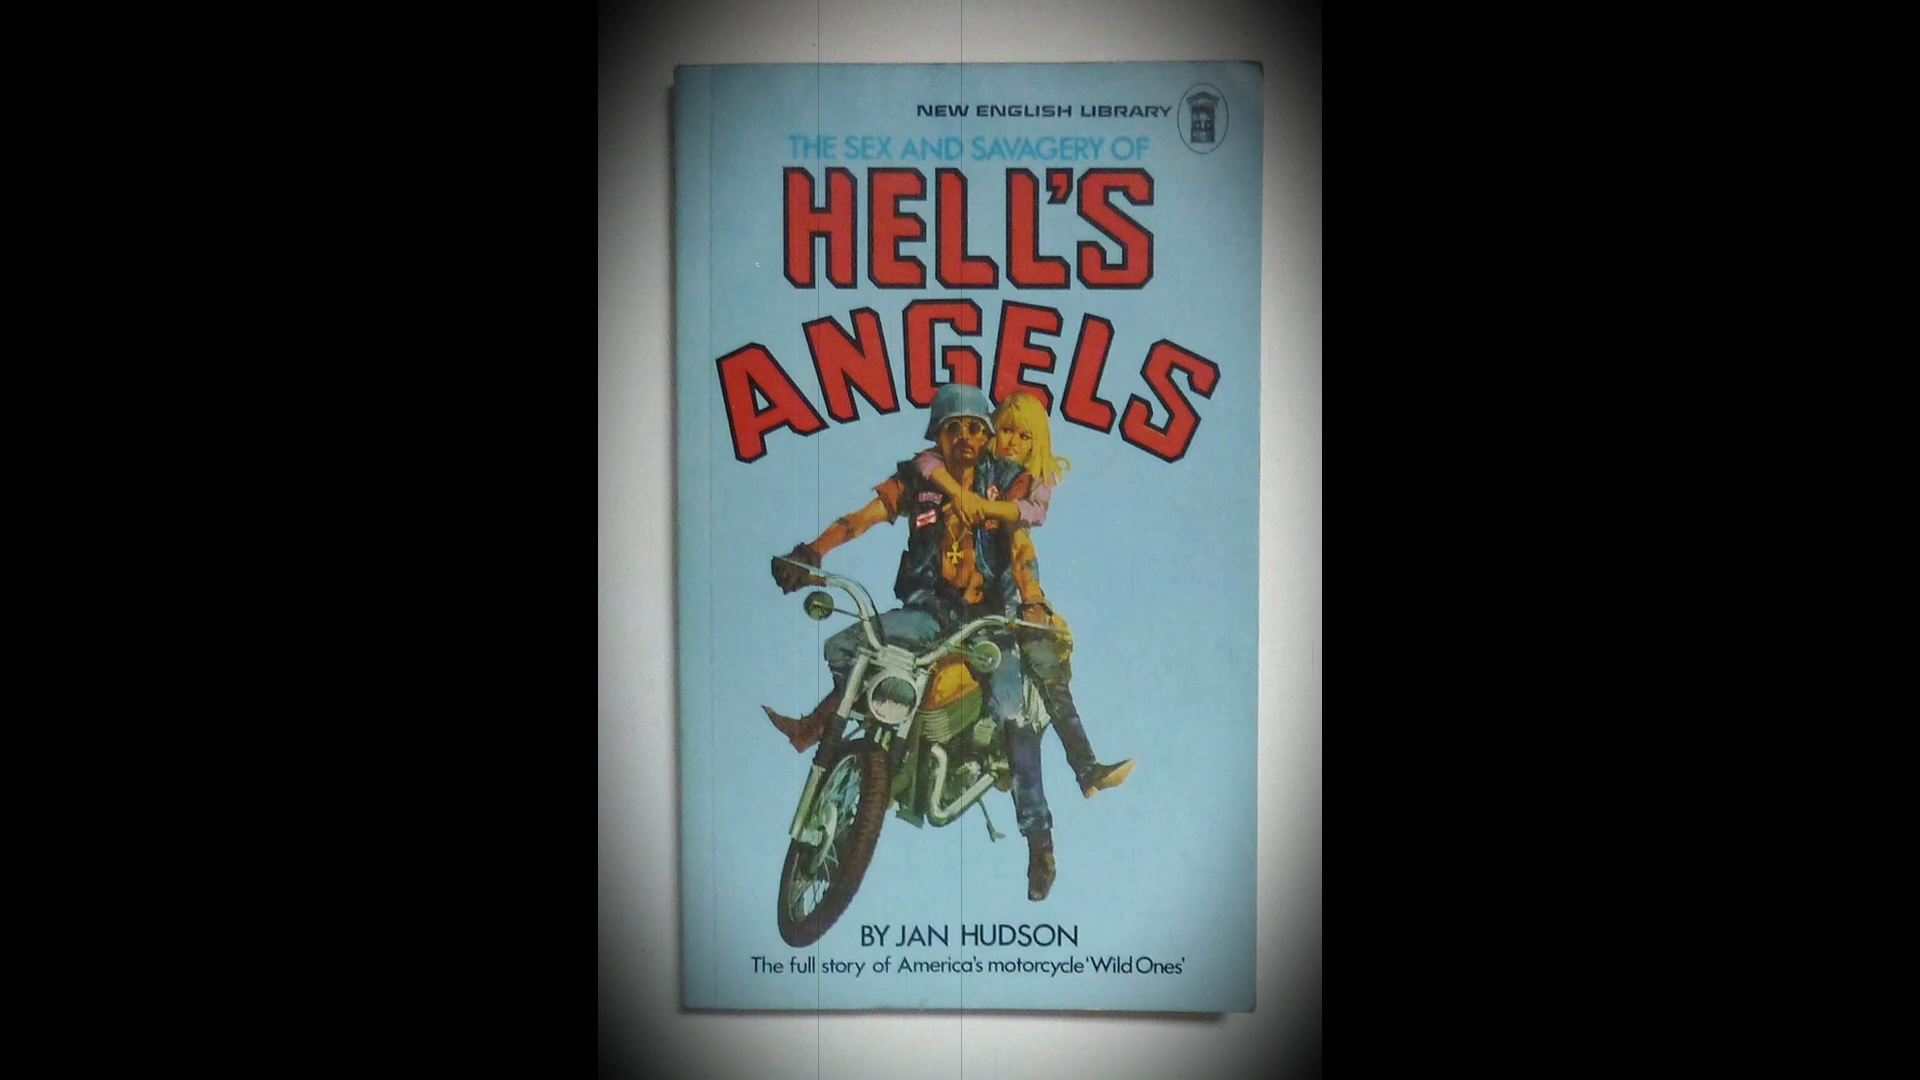 NEW ENGLISH LIBRARY
THE SEX AND SAVAGERY OF
HELL'S
ANGELS
BY JAN HUDSON
The full story of America's motorcycle 'Wild Ones'